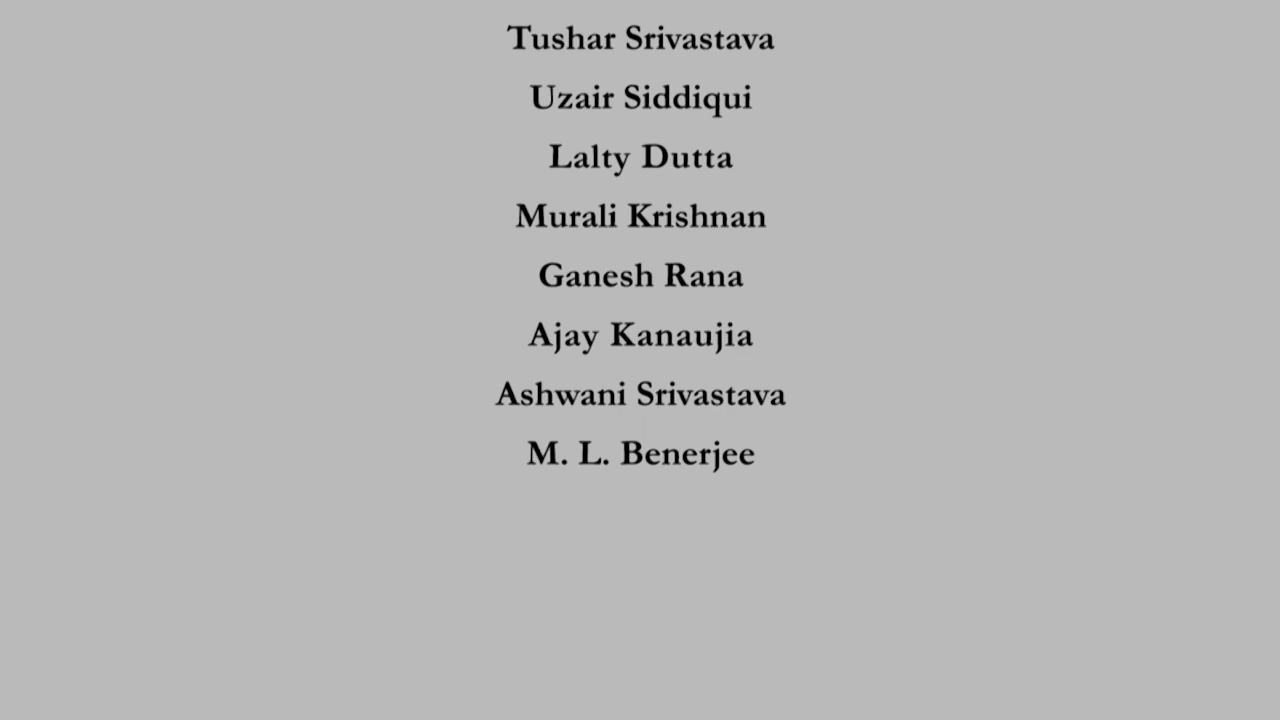 Tushar Srivastava
Uzair Siddiqui
Lalty Dutta
Murali Krishnan
Ganesh Rana
Ajay Kanaujia
Ashwani Srivastava
M. L. Benerjee